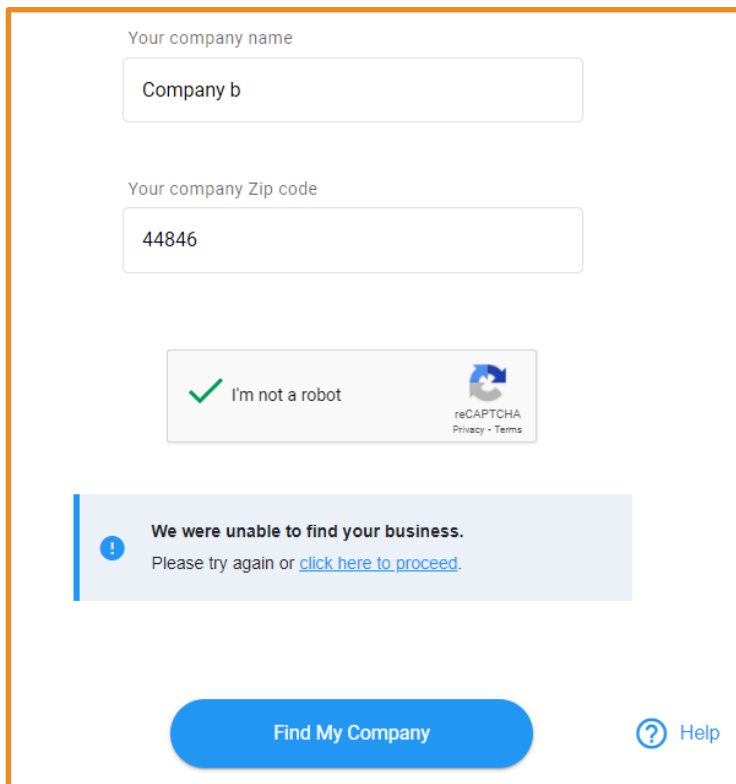 Your company name
Company b
Your company Zip code
44846
I'm not a robot
reCAPTCHA
Privacy - Terms
We were unable to find your business.
Please try again or click here to proceed.
Find My Company
Help